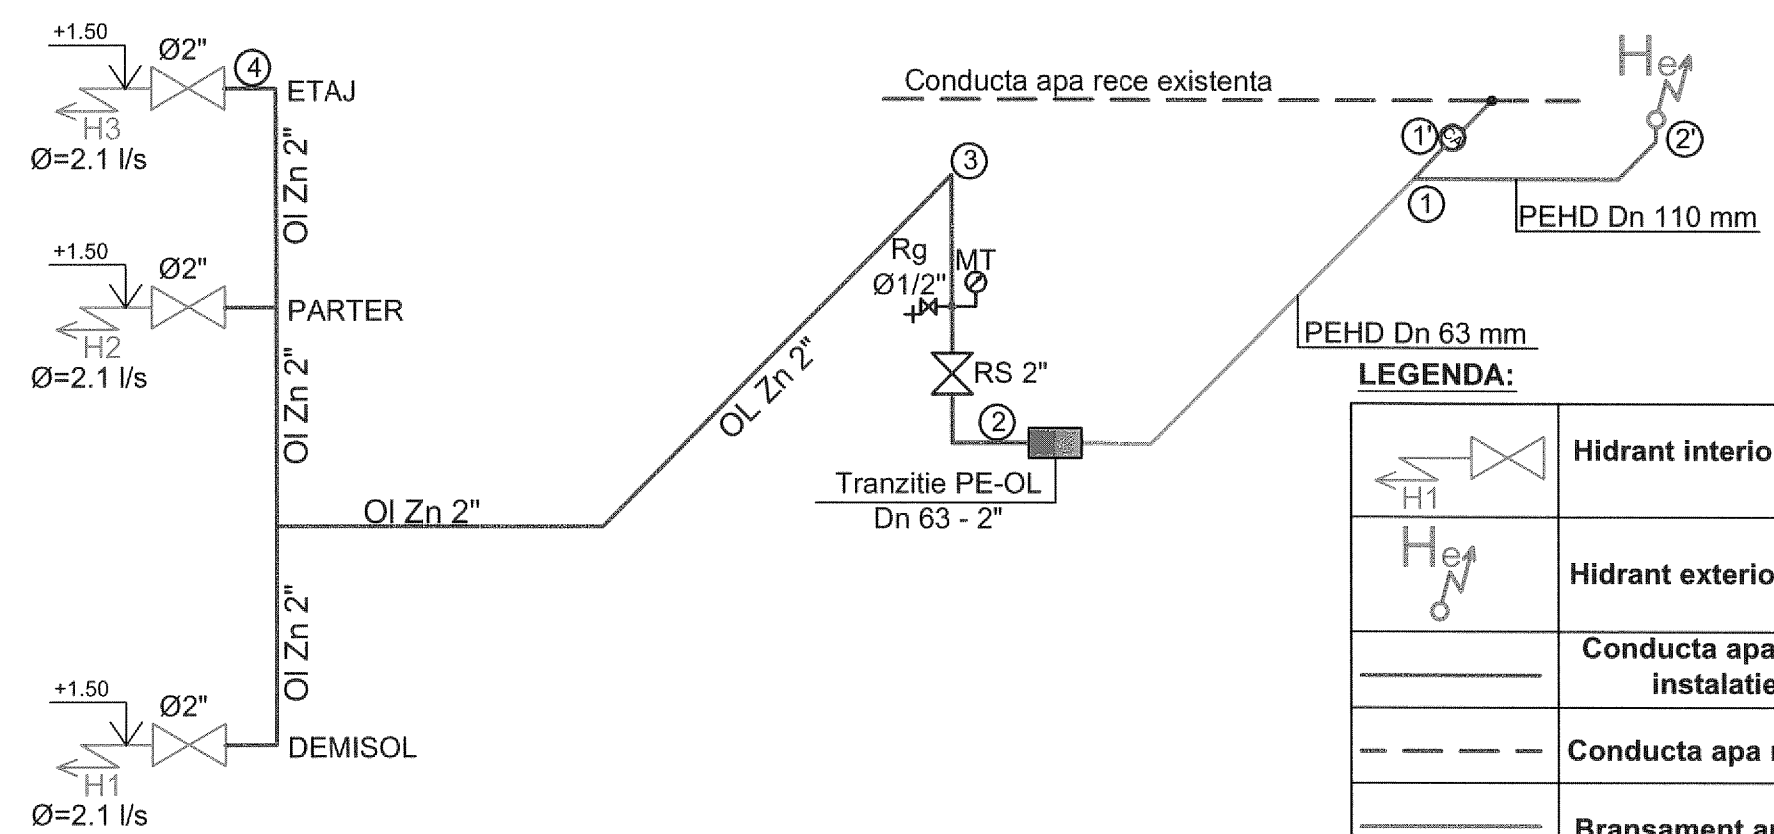 +1.50
Ø2"
4
ETAJ
H3
Ø=2.1 l/s
Ol Zn 2"
+1.50
Ø2"
PARTER
H2
Ø=2.1 l/s
Ol Zn 2"
Ol Zn 2"
Ol Zn 2"
+1.50
Ø2"
DEMISOL
H1
Ø=2.1 l/s
OL Zn 2"
3
Rg
Ø1/2"
MT
RS 2"
2
Tranzitie PE-OL
Dn 63 - 2"
Conducta apa rece existenta
He
1'
CA
2'
1
PEHD Dn 110 mm
PEHD Dn 63 mm
LEGENDA:
H1
Hidrant interio
He
Hidrant exterio
Conducta apa
instalatie
Conducta apa
Bransament